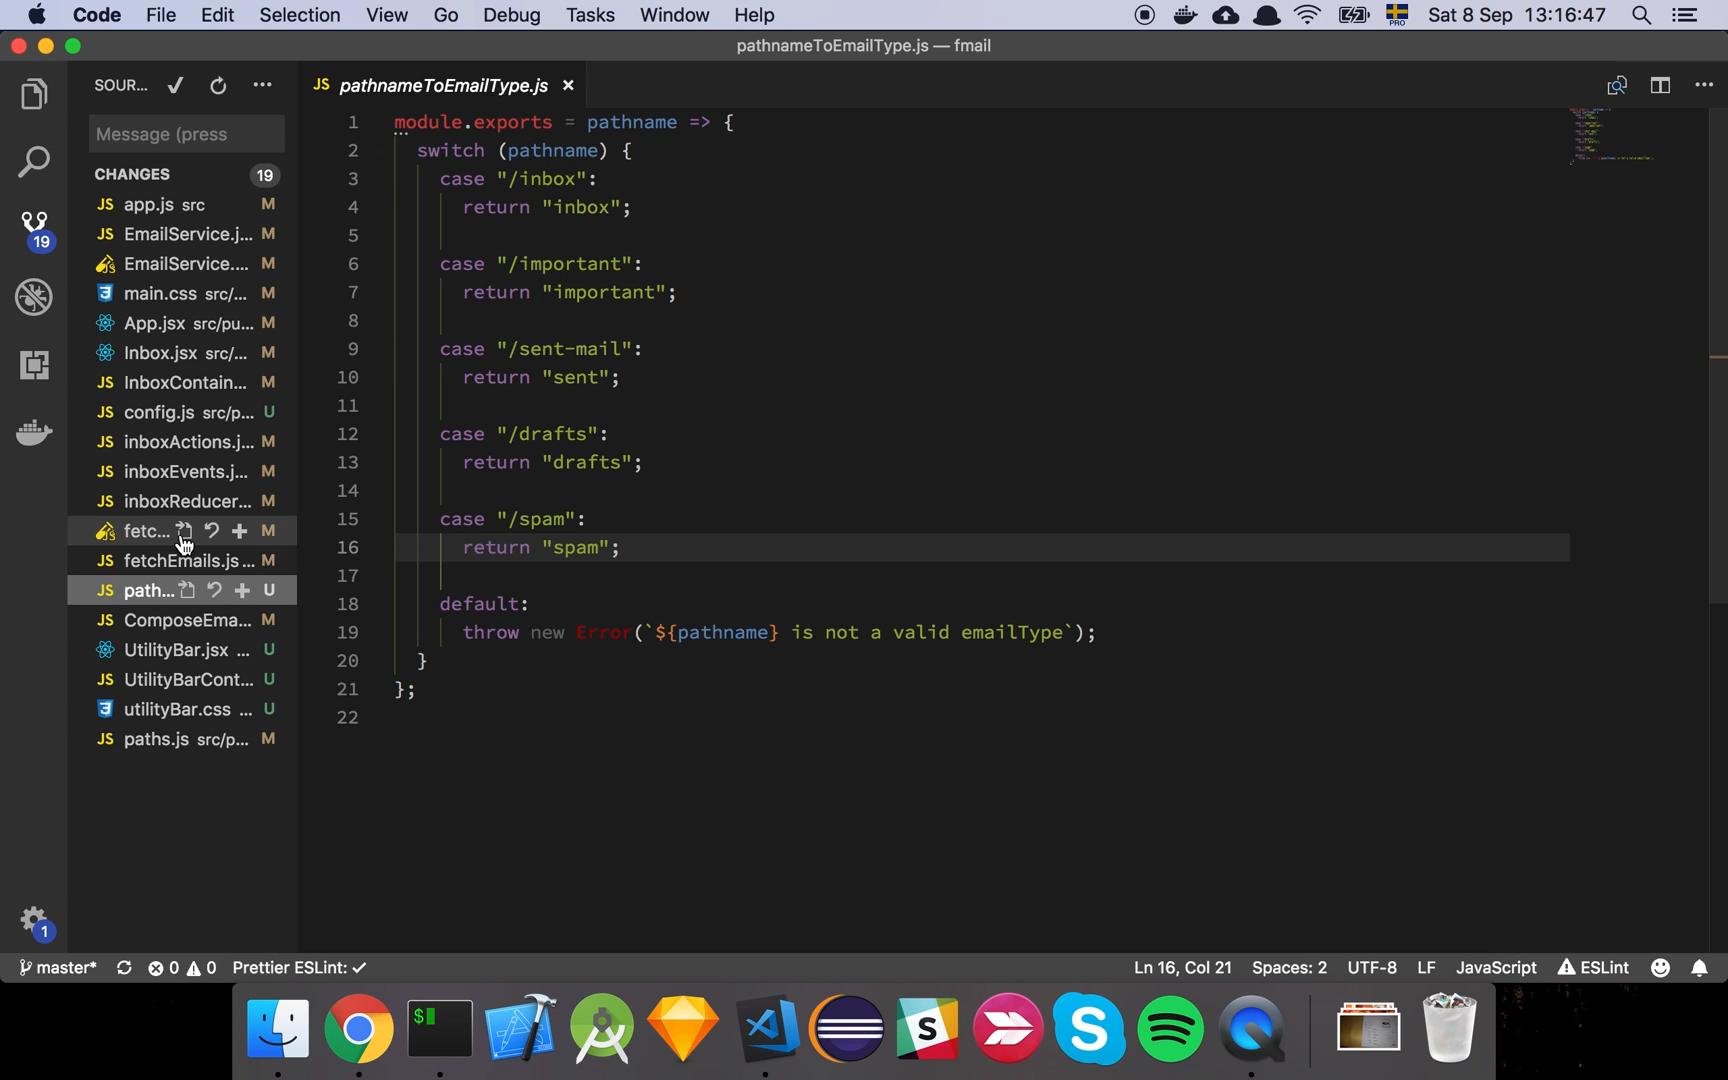 Code File Edit Selection View Go Debug Tasks Window Help PRO Sat 8 Sep 13:16:47
pathnameToEmailType.js — fmail
SOUR...
JS pathnameToEmailType.js
Message (press
CHANGES 19
JS app.js src M
JS EmailService.j... M
EmailService.... M
main.css src/... M
App.jsx src/pu... M
Inbox.jsx src/... M
JS InboxContain... M
JS config.js src/p... U
JS inboxActions.j... M
JS inboxEvents.j... M
JS inboxReducer... M
fetc... M
JS fetchEmails.js ... M
JS path... U
JS ComposeEma... M
UtilityBar.jsx ... U
JS UtilityBarCont... U
utilityBar.css ... U
JS paths.js src/p... M
19
1
1 module.exports = pathname => {
2 switch (pathname) {
3 case "/inbox":
4 return "inbox";
5
6 case "/important":
7 return "important";
8
9 case "/sent-mail":
10 return "sent";
11
12 case "/drafts":
13 return "drafts";
14
15 case "/spam":
16 return "spam";
17
18 default:
19 throw new Error(`${pathname} is not a valid emailType`);
20 }
21 };
22
master* 0 0 Prettier ESLint: ✓ Ln 16, Col 21 Spaces: 2 UTF-8 LF JavaScript ESLint
$
S